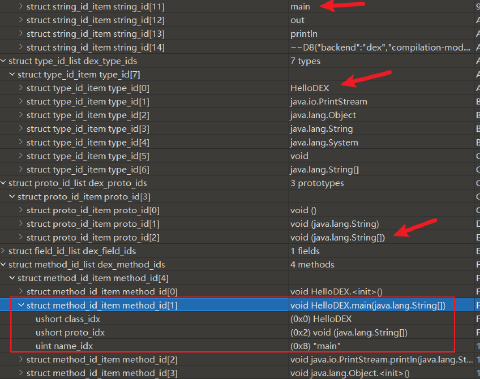 struct string_id_item string_id[11] main
struct string_id_item string_id[12] out
struct string_id_item string_id[13] println
struct string_id_item string_id[14] ~~D8{"backend":"dex","compilation-mod...
struct type_id_list dex_type_ids 7 types
struct type_id_item type_id[7]
struct type_id_item type_id[0] HelloDEX
struct type_id_item type_id[1] java.io.PrintStream
struct type_id_item type_id[2] java.lang.Object
struct type_id_item type_id[3] java.lang.String
struct type_id_item type_id[4] java.lang.System
struct type_id_item type_id[5] void
struct type_id_item type_id[6] java.lang.String[]
struct proto_id_list dex_proto_ids 3 prototypes
struct proto_id_item proto_id[3]
struct proto_id_item proto_id[0] void ()
struct proto_id_item proto_id[1] void (java.lang.String)
struct proto_id_item proto_id[2] void (java.lang.String[])
struct field_id_list dex_field_ids 1 fields
struct method_id_list dex_method_ids 4 methods
struct method_id_item method_id[4]
struct method_id_item method_id[0] void HelloDEX.<init>()
struct method_id_item method_id[1] void HelloDEX.main(java.lang.String[])
ushort class_idx (0x0) HelloDEX
ushort proto_idx (0x2) void (java.lang.String[])
uint name_idx (0xB) "main"
struct method_id_item method_id[2] void java.io.PrintStream.println(java.lang.St...
struct method_id_item method_id[3] void java.lang.Object.<init>()